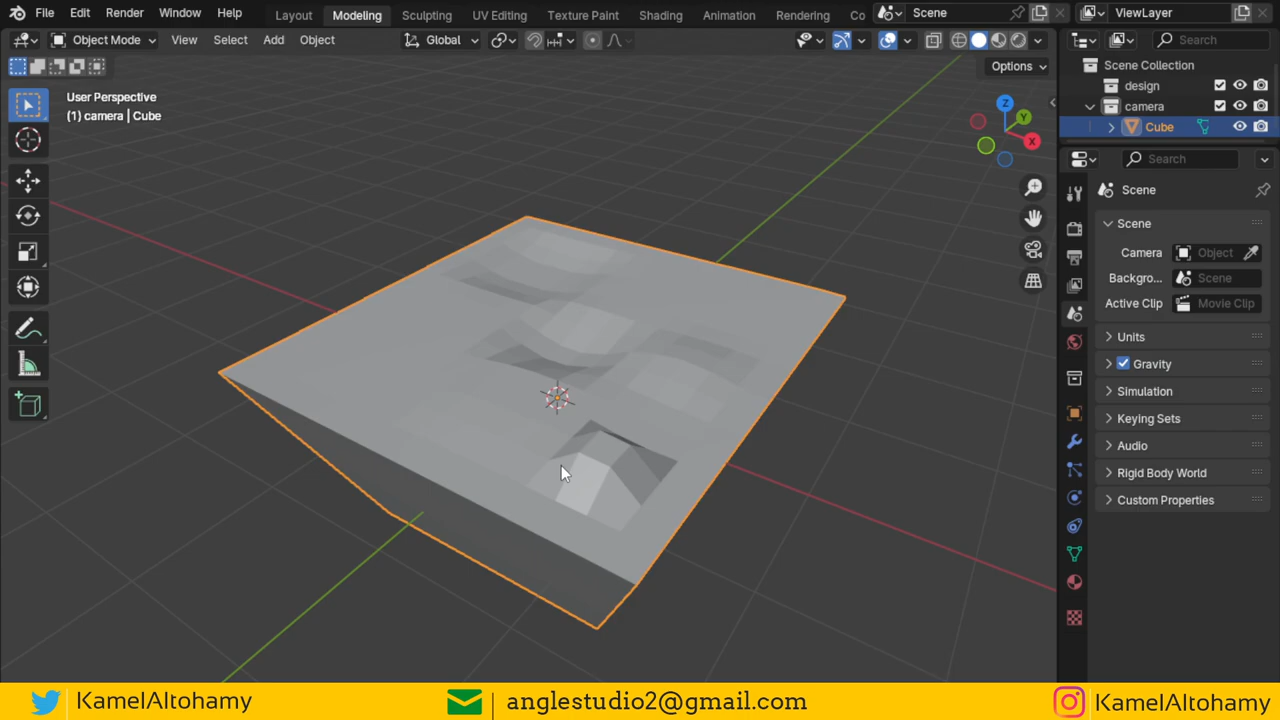 File Edit Render Window Help Layout Modeling Sculpting UV Editing Texture Paint Shading Animation Rendering Co Scene ViewLayer
Object Mode View Select Add Object Global Search
Options
User Perspective
(1) camera | Cube
Z
Y
X
Scene Collection
design
camera
Cube
Search
Scene
Scene
Camera Object
Backgro... Scene
Active Clip Movie Clip
Units
Gravity
Simulation
Keying Sets
Audio
Rigid Body World
Custom Properties
KamelAltohamy anglestudio2@gmail.com KamelAltohamy